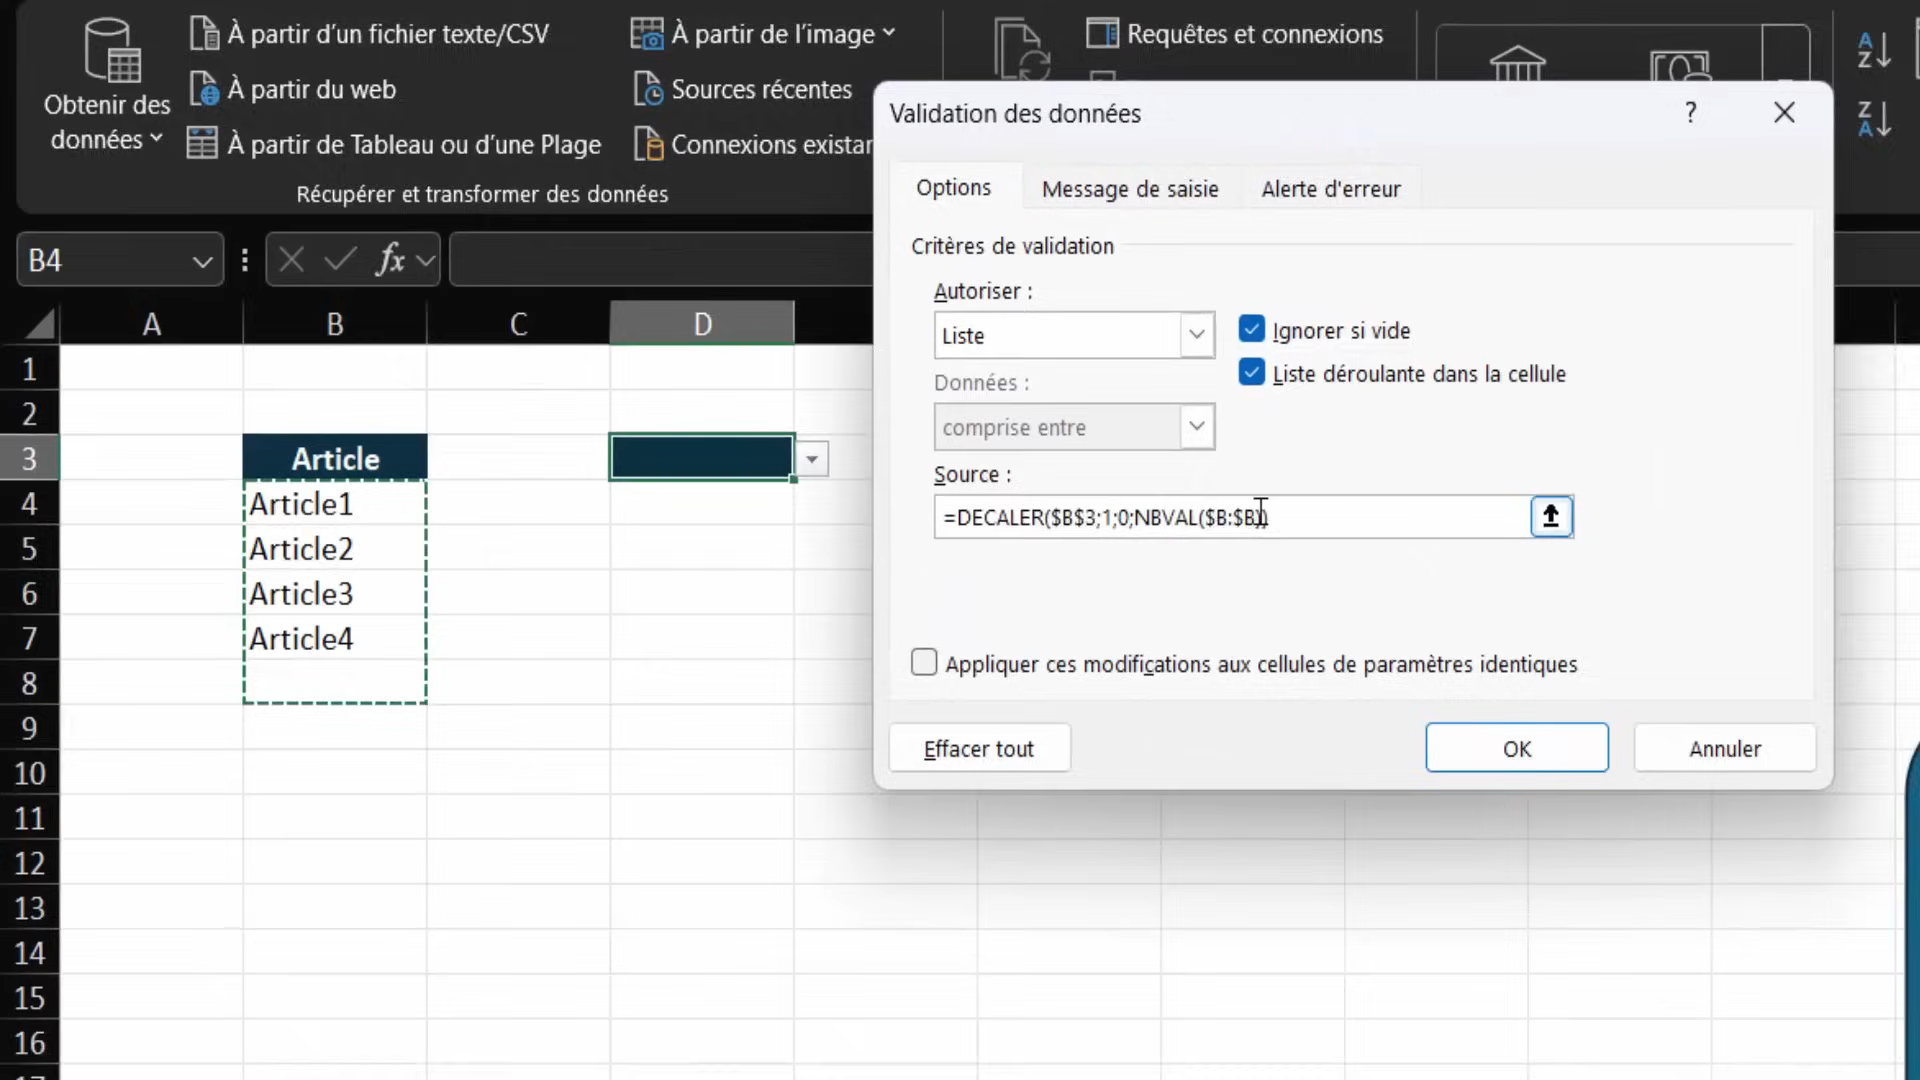 Obtenir des
données
À partir d'un fichier texte/CSV
À partir du web
À partir de Tableau ou d'une Plage
À partir de l'image
Sources récentes
Connexions existan
Récupérer et transformer des données
Requêtes et connexions
A
Z
Z
A
B4
fx
A B C D
1
2
3 Article
4 Article1
5 Article2
6 Article3
7 Article4
8
9
10
11
12
13
14
15
16
17
Validation des données
?
Options Message de saisie Alerte d'erreur
Critères de validation
Autoriser :
Liste
Ignorer si vide
Données :
Liste déroulante dans la cellule
comprise entre
Source :
=DECALER($B$3;1;0;NBVAL($B:$B))
Appliquer ces modifications aux cellules de paramètres identiques
Effacer tout OK Annuler